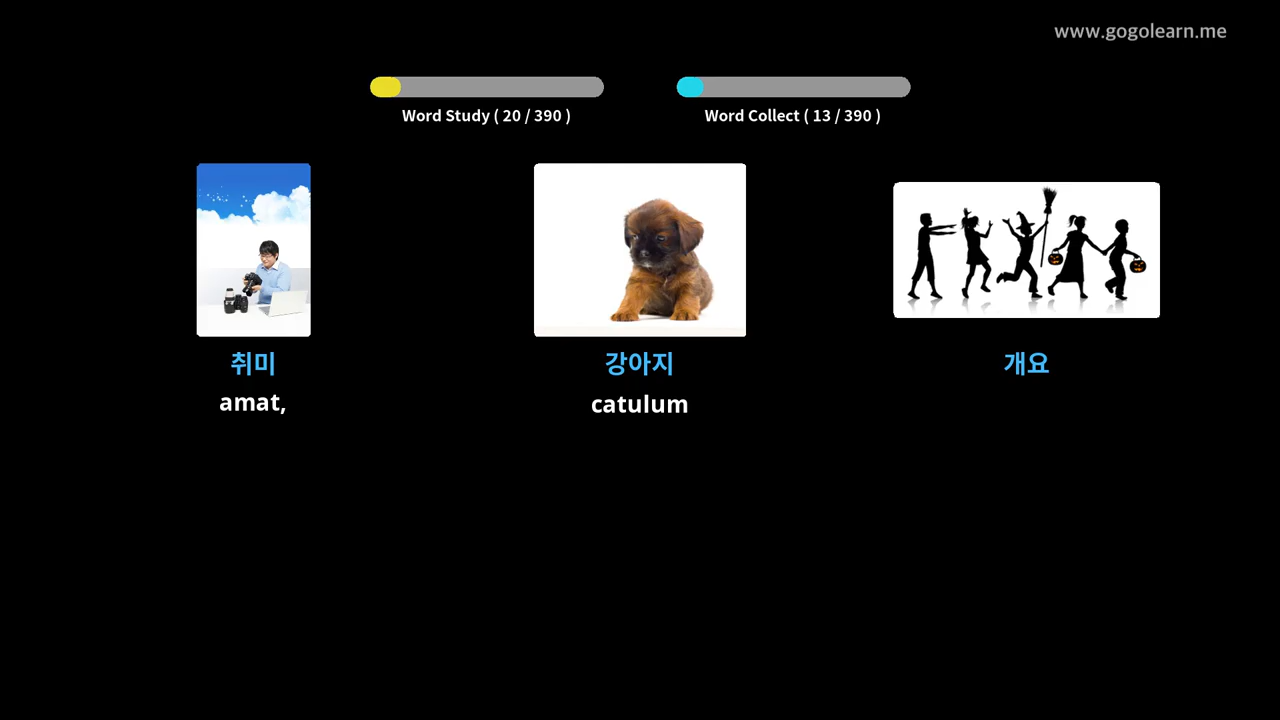 www.gogolearn.me
Word Study ( 20 / 390 )
Word Collect ( 13 / 390 )
취미
강아지
개요
amat,
catulum